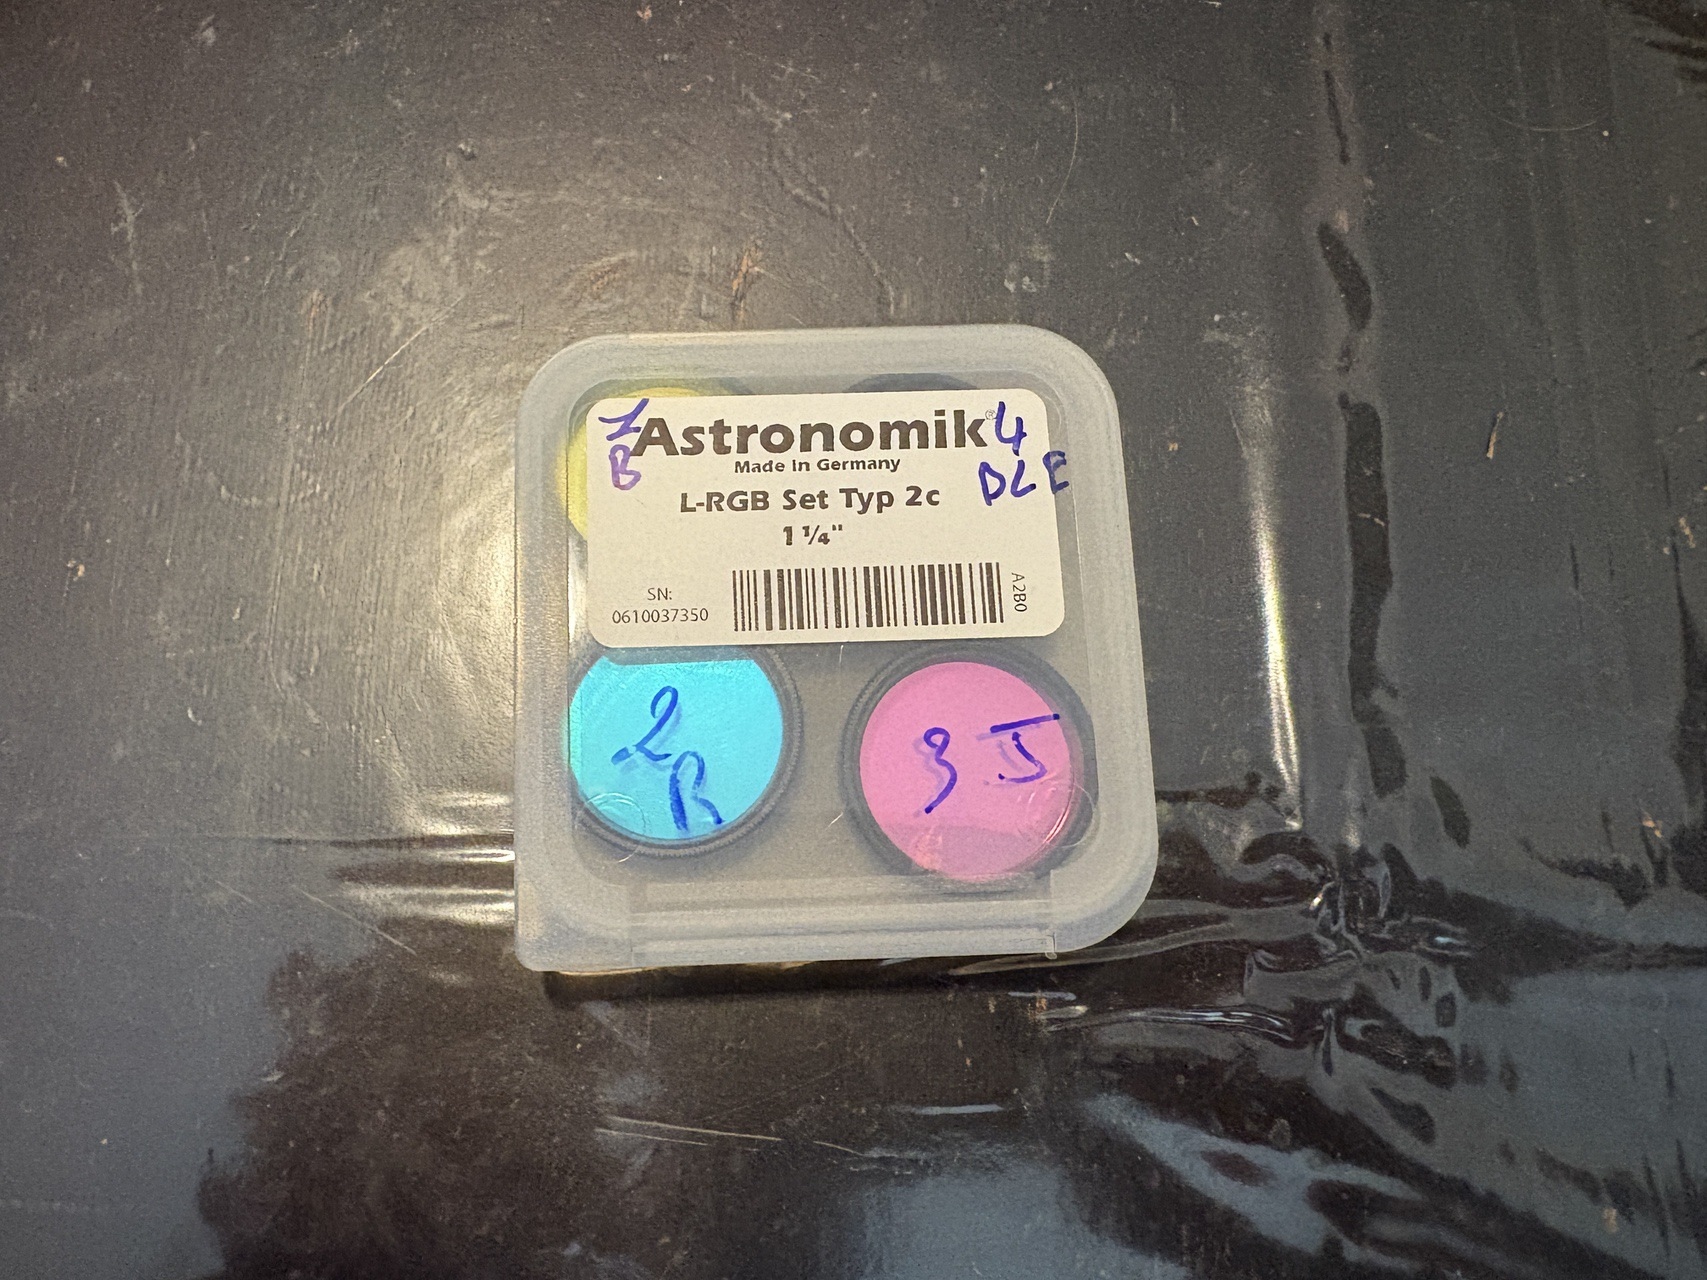 1
B
Astronomik®
4
DLE
Made in Germany
L-RGB Set Typ 2c
1 ¼"
SN:
0610037350
A2B0
2
R
3 J